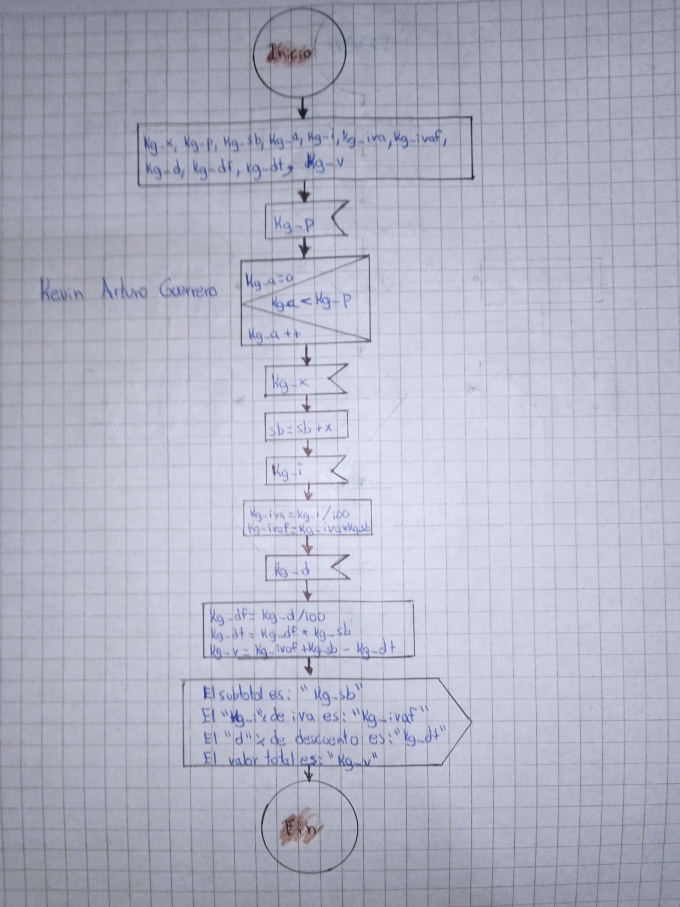 Inicio
Kg-x, Kg-p, Kg-sb, Kg-a, Kg-i, Kg-iva, Kg-ivaf,
Kg-d, Kg-df, Kg-dt, Kg-v
Kg-p
Kevin Arturo Guerrero
Kg-a=0
Kg-a < Kg-p
Kg-a ++
Kg-x
sb=sb+x
Kg-i
Kg-iva=Kg-i/100
Kg-ivaf=Kg-iva*Kg-sb
Kg-d
Kg-df= Kg-d/100
Kg-dt= Kg-df * Kg-sb
Kg-v= Kg-ivaf+Kg-sb - Kg-dt
El subtotal es: "Kg-sb"
El "Kg-i"% de iva es: "Kg-ivaf"
El "d"% de descuento es: "Kg-dt"
El valor total es: "Kg-v"
Fin